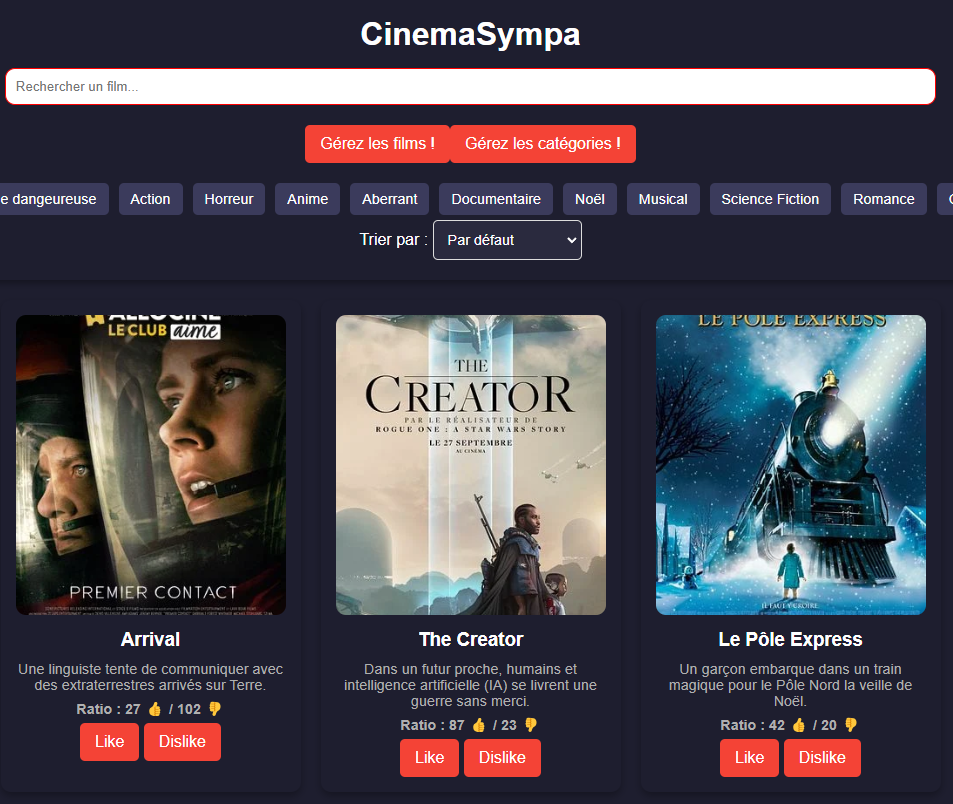 CinemaSympa
Rechercher un film...
Gérez les films ! Gérez les catégories !
e dangeureuse Action Horreur Anime Aberrant Documentaire Noël Musical Science Fiction Romance
Trier par : Par défaut
ALLOCINÉ
LE CLUB aime
PREMIER CONTACT
THE
CREATOR
PAR LE RÉALISATEUR DE
ROGUE ONE : A STAR WARS STORY
LE 27 SEPTEMBRE
AU CINÉMA
LE PÔLE EXPRESS
IL FAUT Y CROIRE
Arrival
Une linguiste tente de communiquer avec
des extraterrestres arrivés sur Terre.
Ratio : 27 👍 / 102 👎
Like Dislike
The Creator
Dans un futur proche, humains et
intelligence artificielle (IA) se livrent une
guerre sans merci.
Ratio : 87 👍 / 23 👎
Like Dislike
Le Pôle Express
Un garçon embarque dans un train
magique pour le Pôle Nord la veille de
Noël.
Ratio : 42 👍 / 20 👎
Like Dislike